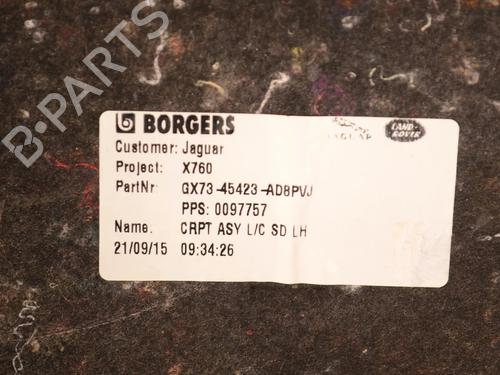 B-PARTS
BORGERS
JAGUAR
LAND-
ROVER
Customer: Jaguar
Project: X760
PartNr GX73-45423-AD8PVJ
PPS: 0097757
Name. CRPT ASY L/C SD LH
21/09/15 09:34:26